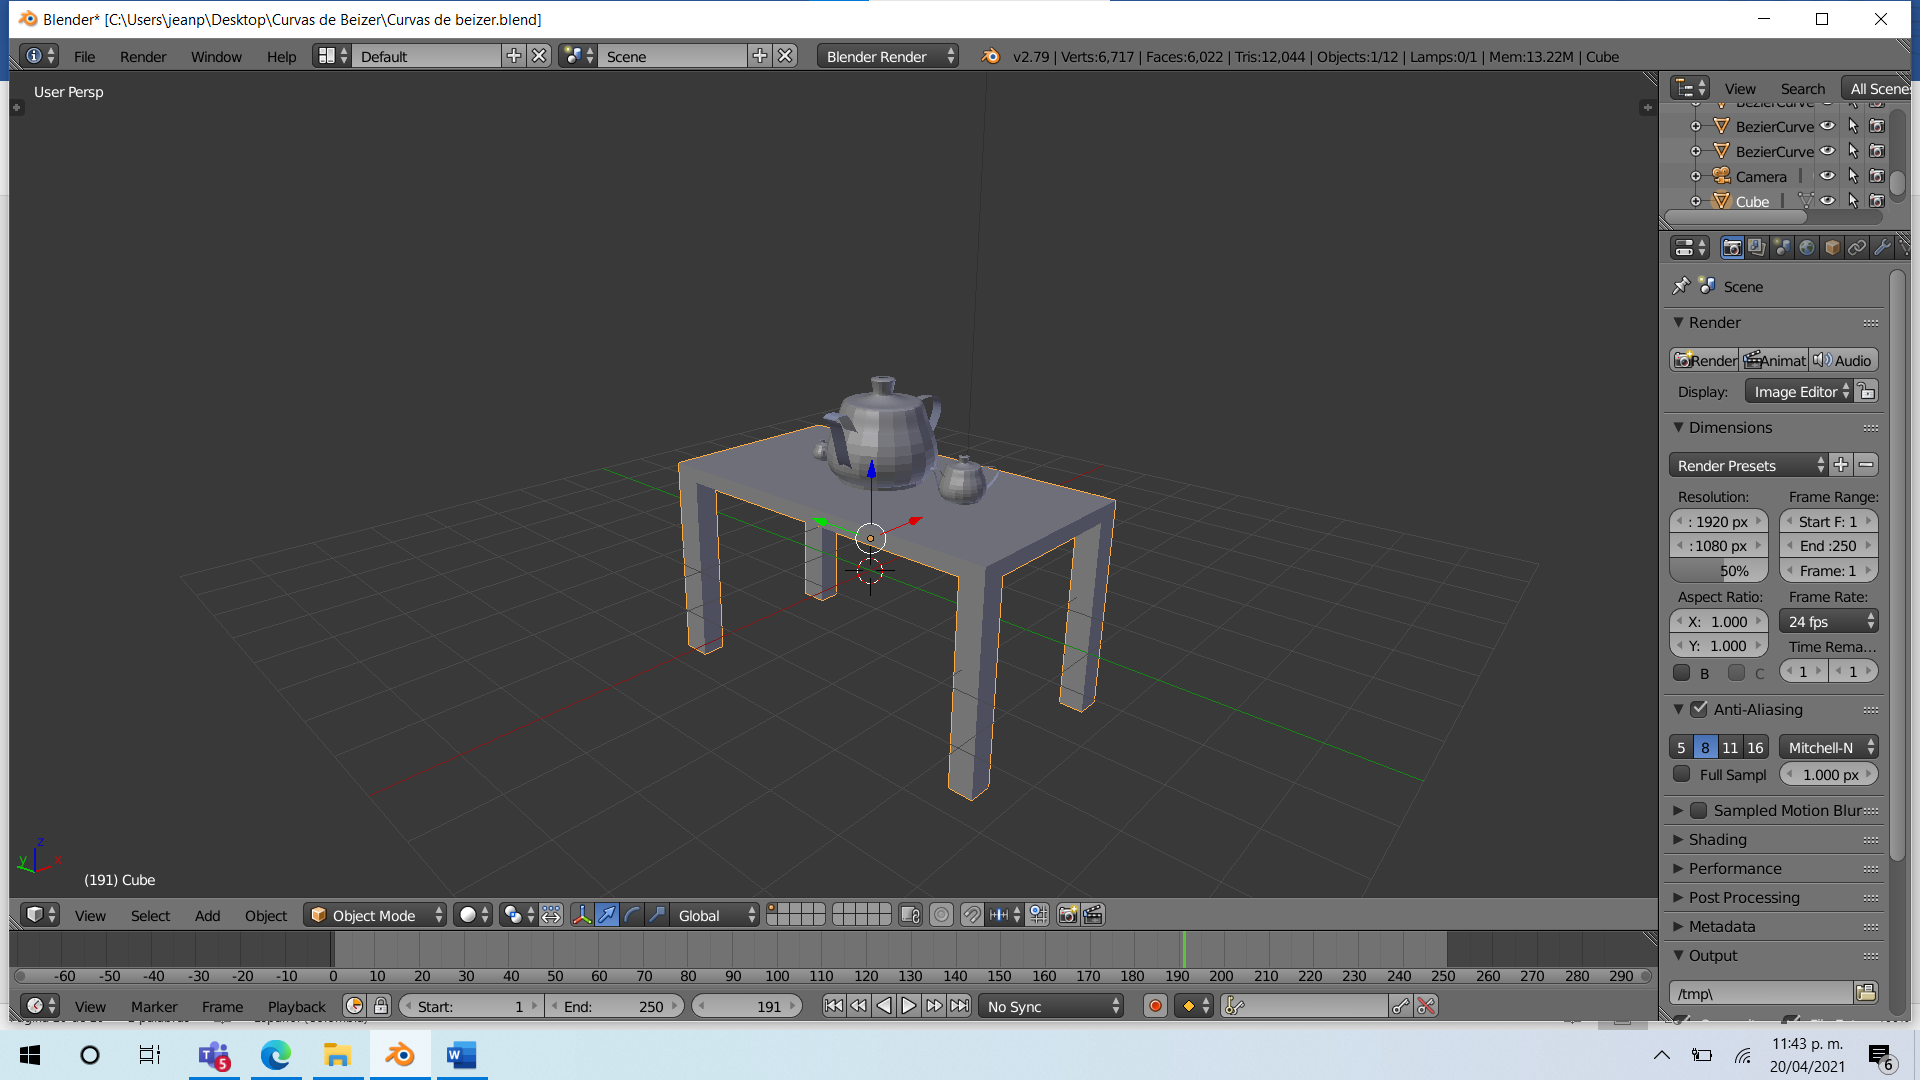 Blender* [C:\Users\jeanp\Desktop\Curvas de Beizer\Curvas de beizer.blend]
File Render Window Help Default Scene Blender Render v2.79 | Verts:6,717 | Faces:6,022 | Tris:12,044 | Objects:1/12 | Lamps:0/1 | Mem:13.22M | Cube
User Persp
View Search All Scenes
BezierCurve
BezierCurve
BezierCurve
Camera
Cube
Scene
Render
Render Animat Audio
Display: Image Editor
Dimensions
Render Presets
Resolution: Frame Range:
: 1920 px Start F: 1
: 1080 px End :250
50% Frame: 1
Aspect Ratio: Frame Rate:
X: 1.000 24 fps
Y: 1.000 Time Rema...
B C 1 1
Anti-Aliasing
5 8 11 16 Mitchell-N
Full Sampl 1.000 px
Sampled Motion Blur
Shading
Performance
Post Processing
Metadata
Output
/tmp\
z
y x
(191) Cube
View Select Add Object Object Mode Global
-60 -50 -40 -30 -20 -10 0 10 20 30 40 50 60 70 80 90 100 110 120 130 140 150 160 170 180 190 200 210 220 230 240 250 260 270 280 290
View Marker Frame Playback Start: 1 End: 250 191 No Sync
5
11:43 p. m.
20/04/2021
6